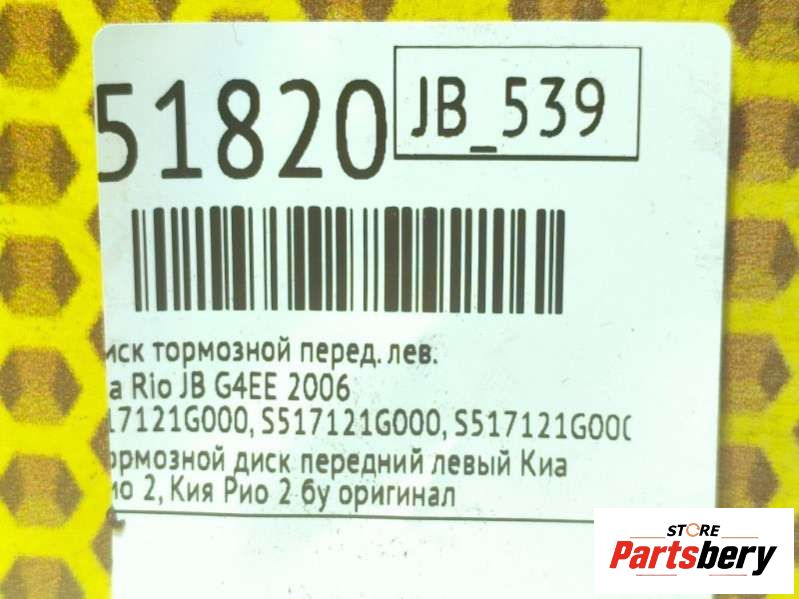 51820
JB_539
иск тормозной перед. лев.
a Rio JB G4EE 2006
17121G000, S517121G000, S517121G000
ормозной диск передний левый Киа
ио 2, Кия Рио 2 бу оригинал
STORE
Partsbery